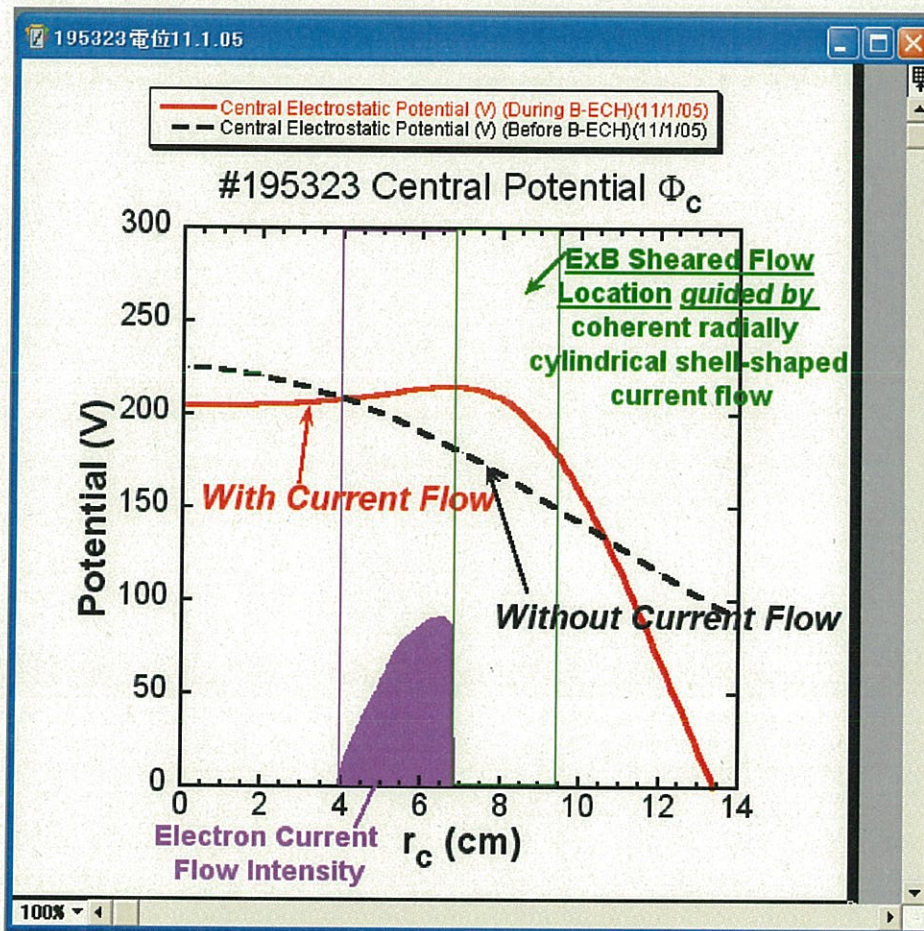 195323電位11.1.05
Central Electrostatic Potential (V) (During B-ECH)(11/1/05)
Central Electrostatic Potential (V) (Before B-ECH)(11/1/05)
#195323 Central Potential Φc
300
250
200
150
100
50
0
Potential (V)
ExB Sheared Flow
Location guided by
coherent radially
cylindrical shell-shaped
current flow
With Current Flow
Without Current Flow
0 2 4 6 8 10 12 14
rc (cm)
Electron Current
Flow Intensity
100%